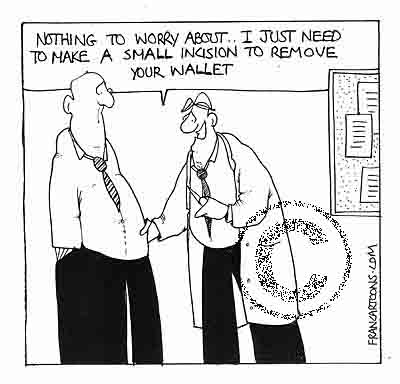 NOTHING TO WORRY ABOUT.. I JUST NEED
TO MAKE A SMALL INCISION TO REMOVE
YOUR WALLET
©
FRANCARTOONS.COM